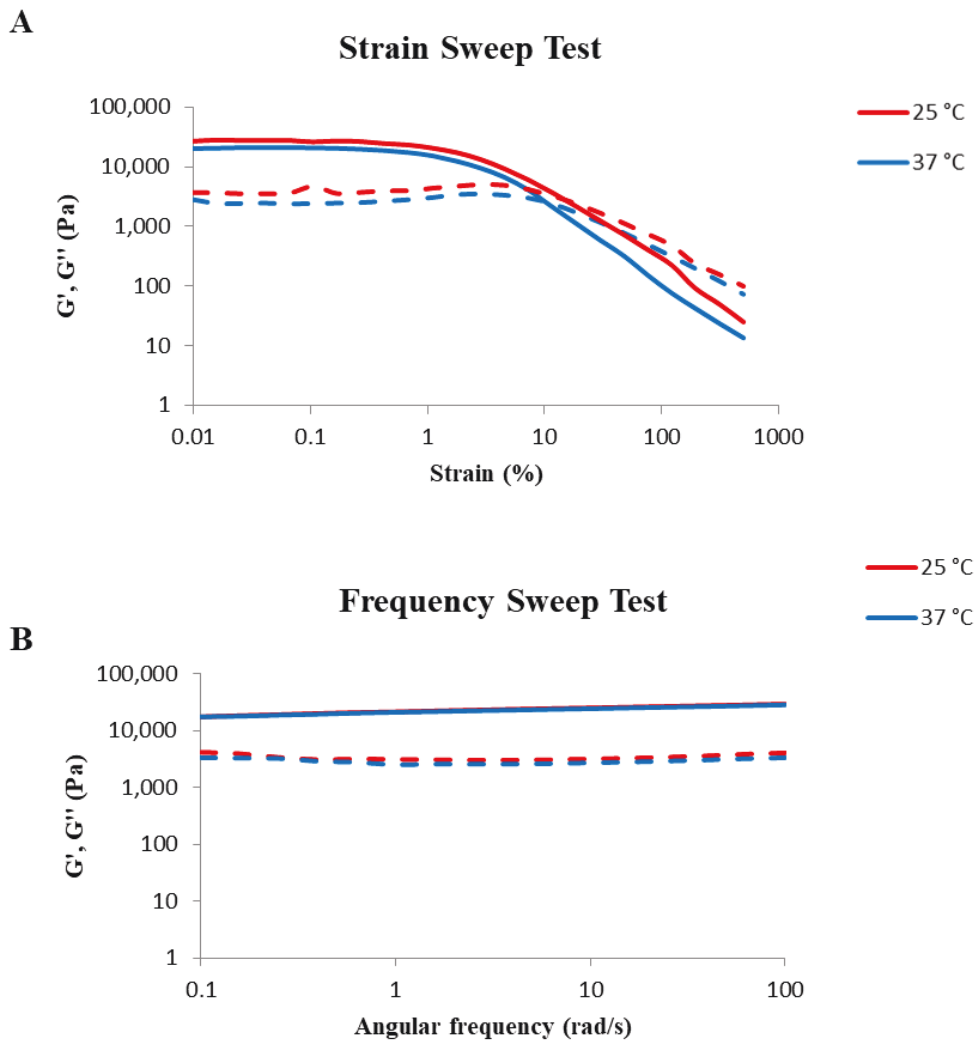 A
Strain Sweep Test
G', G'' (Pa)
100,000
10,000
1,000
100
10
1
0.01
0.1
1
10
100
1000
Strain (%)
25 °C
37 °C
B
Frequency Sweep Test
25 °C
37 °C
G', G'' (Pa)
100,000
10,000
1,000
100
10
1
0.1
1
10
100
Angular frequency (rad/s)